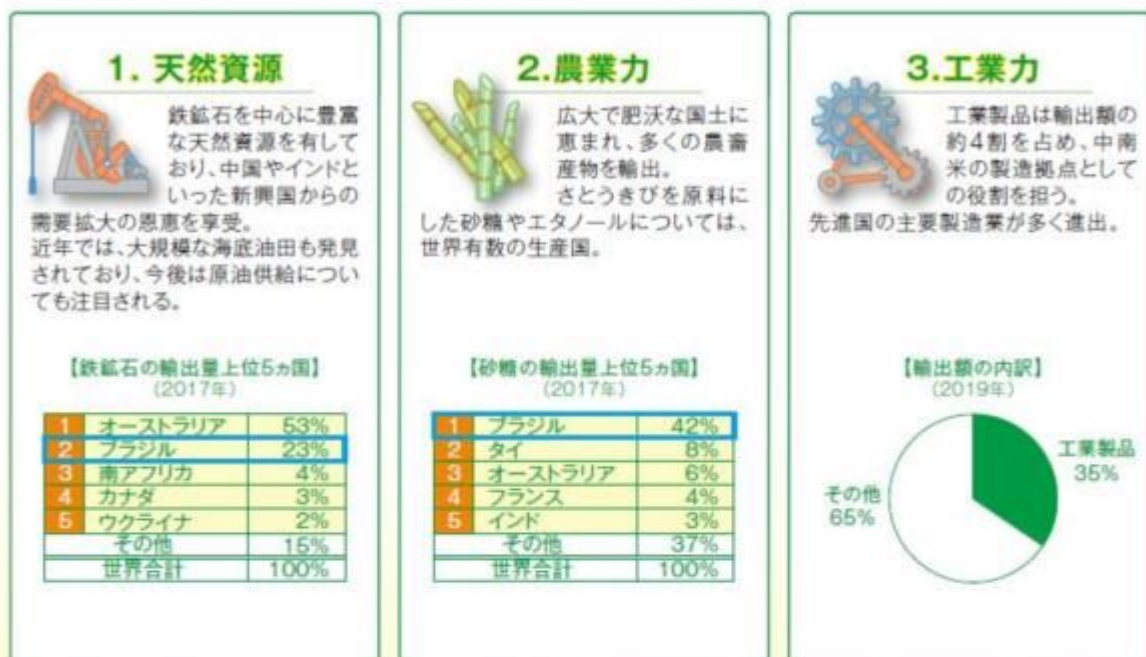 1. 天然資源
鉄鉱石を中心に豊富
な天然資源を有して
おり、中国やインドと
いった新興国からの
需要拡大の恩恵を享受。
近年では、大規模な海底油田も発見
されており、今後は原油供給につい
ても注目される。
【鉄鉱石の輸出量上位5ヵ国】
(2017年)
1 オーストラリア 53%
2 ブラジル 23%
3 南アフリカ 4%
4 カナダ 3%
5 ウクライナ 2%
その他 15%
世界合計 100%
2.農業力
広大で肥沃な国土に
恵まれ、多くの農畜
産物を輸出。
さとうきびを原料に
した砂糖やエタノールについては、
世界有数の生産国。
【砂糖の輸出量上位5ヵ国】
(2017年)
1 ブラジル 42%
2 タイ 8%
3 オーストラリア 6%
4 フランス 4%
5 インド 3%
その他 37%
世界合計 100%
3.工業力
工業製品は輸出額の
約4割を占め、中南
米の製造拠点として
の役割を担う。
先進国の主要製造業が多く進出。
【輸出額の内訳】
(2019年)
工業製品
35%
その他
65%